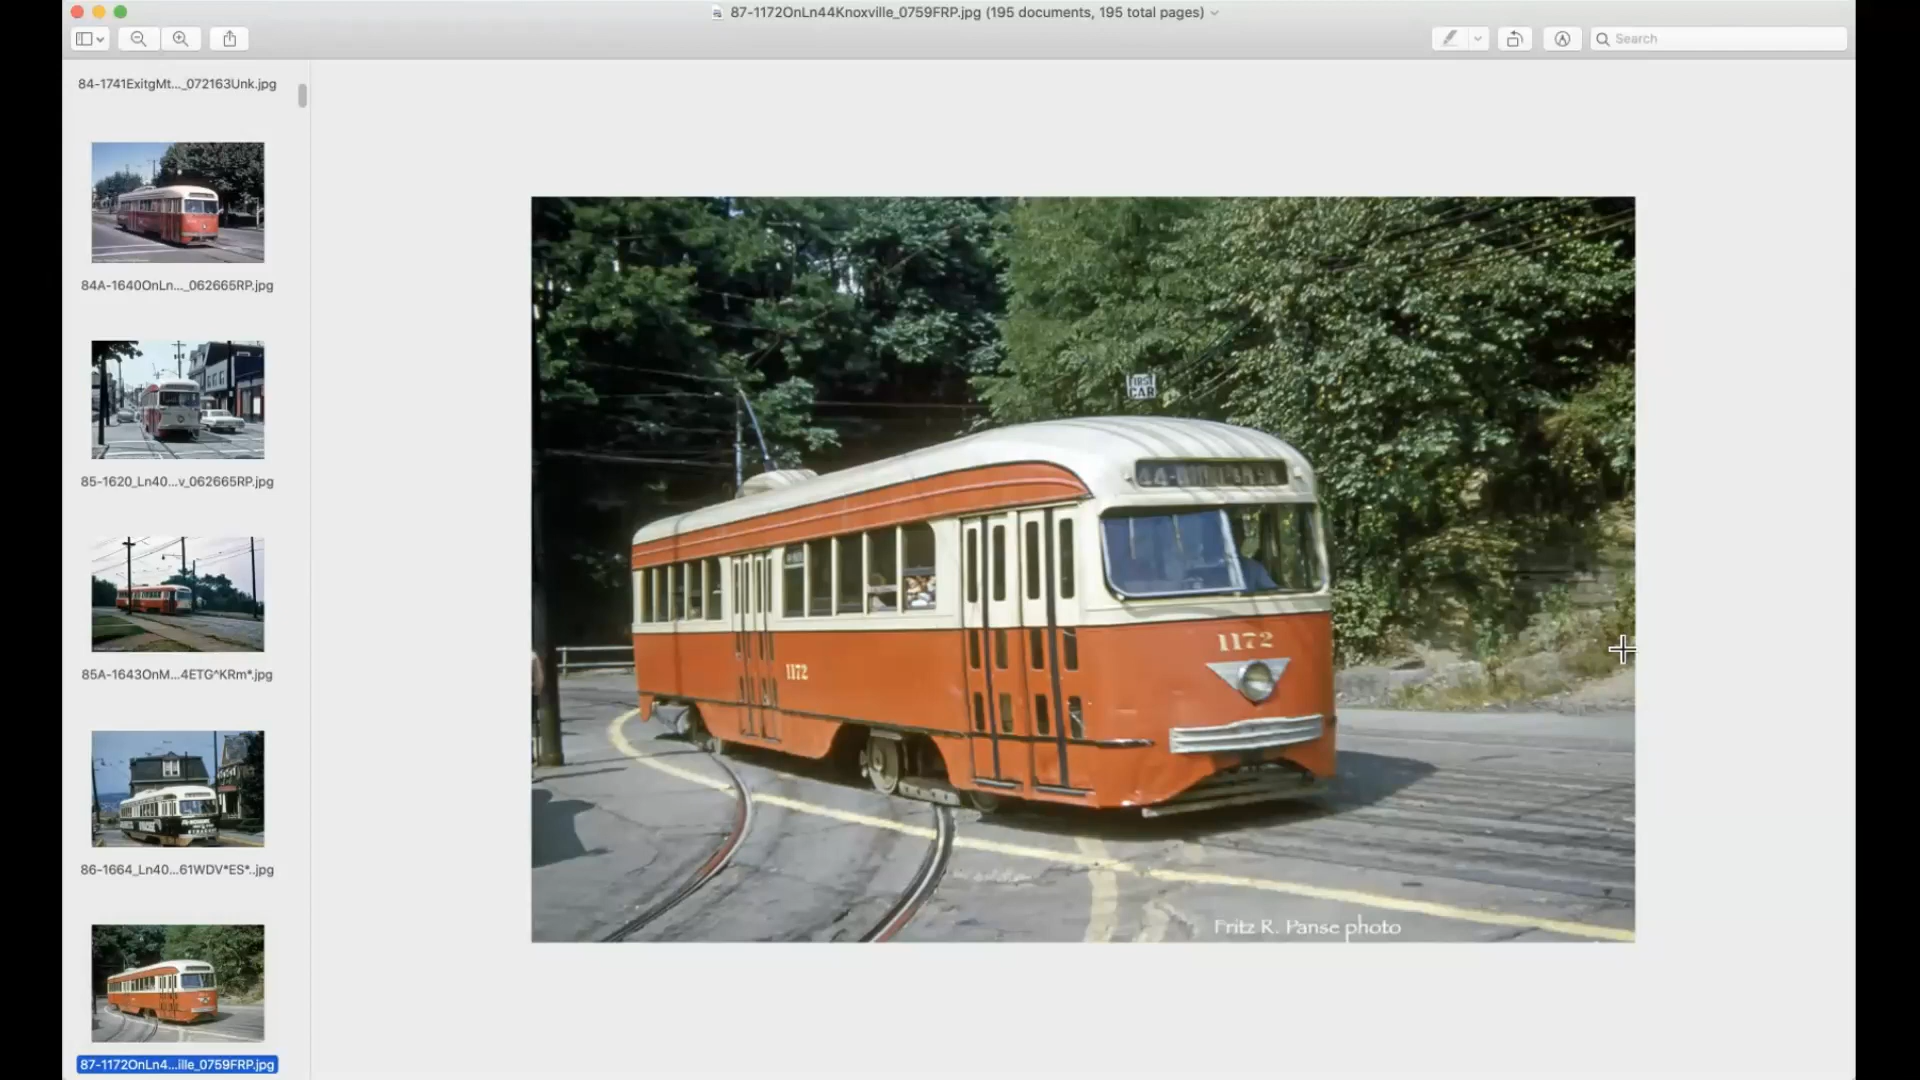 87-1172OnLn44Knoxville_0759FRP.jpg (195 documents, 195 total pages)
Search
84-1741ExitgMt..._072163Unk.jpg
84A-1640OnLn..._062665RP.jpg
85-1620_Ln40...v_062665RP.jpg
85A-1643OnM...4ETG^KRm*.jpg
86-1664_Ln40...61WDV*ES*..jpg
87-1172OnLn4...ille_0759FRP.jpg
FIRST
CAR
1172
1172
Fritz R. Panse photo